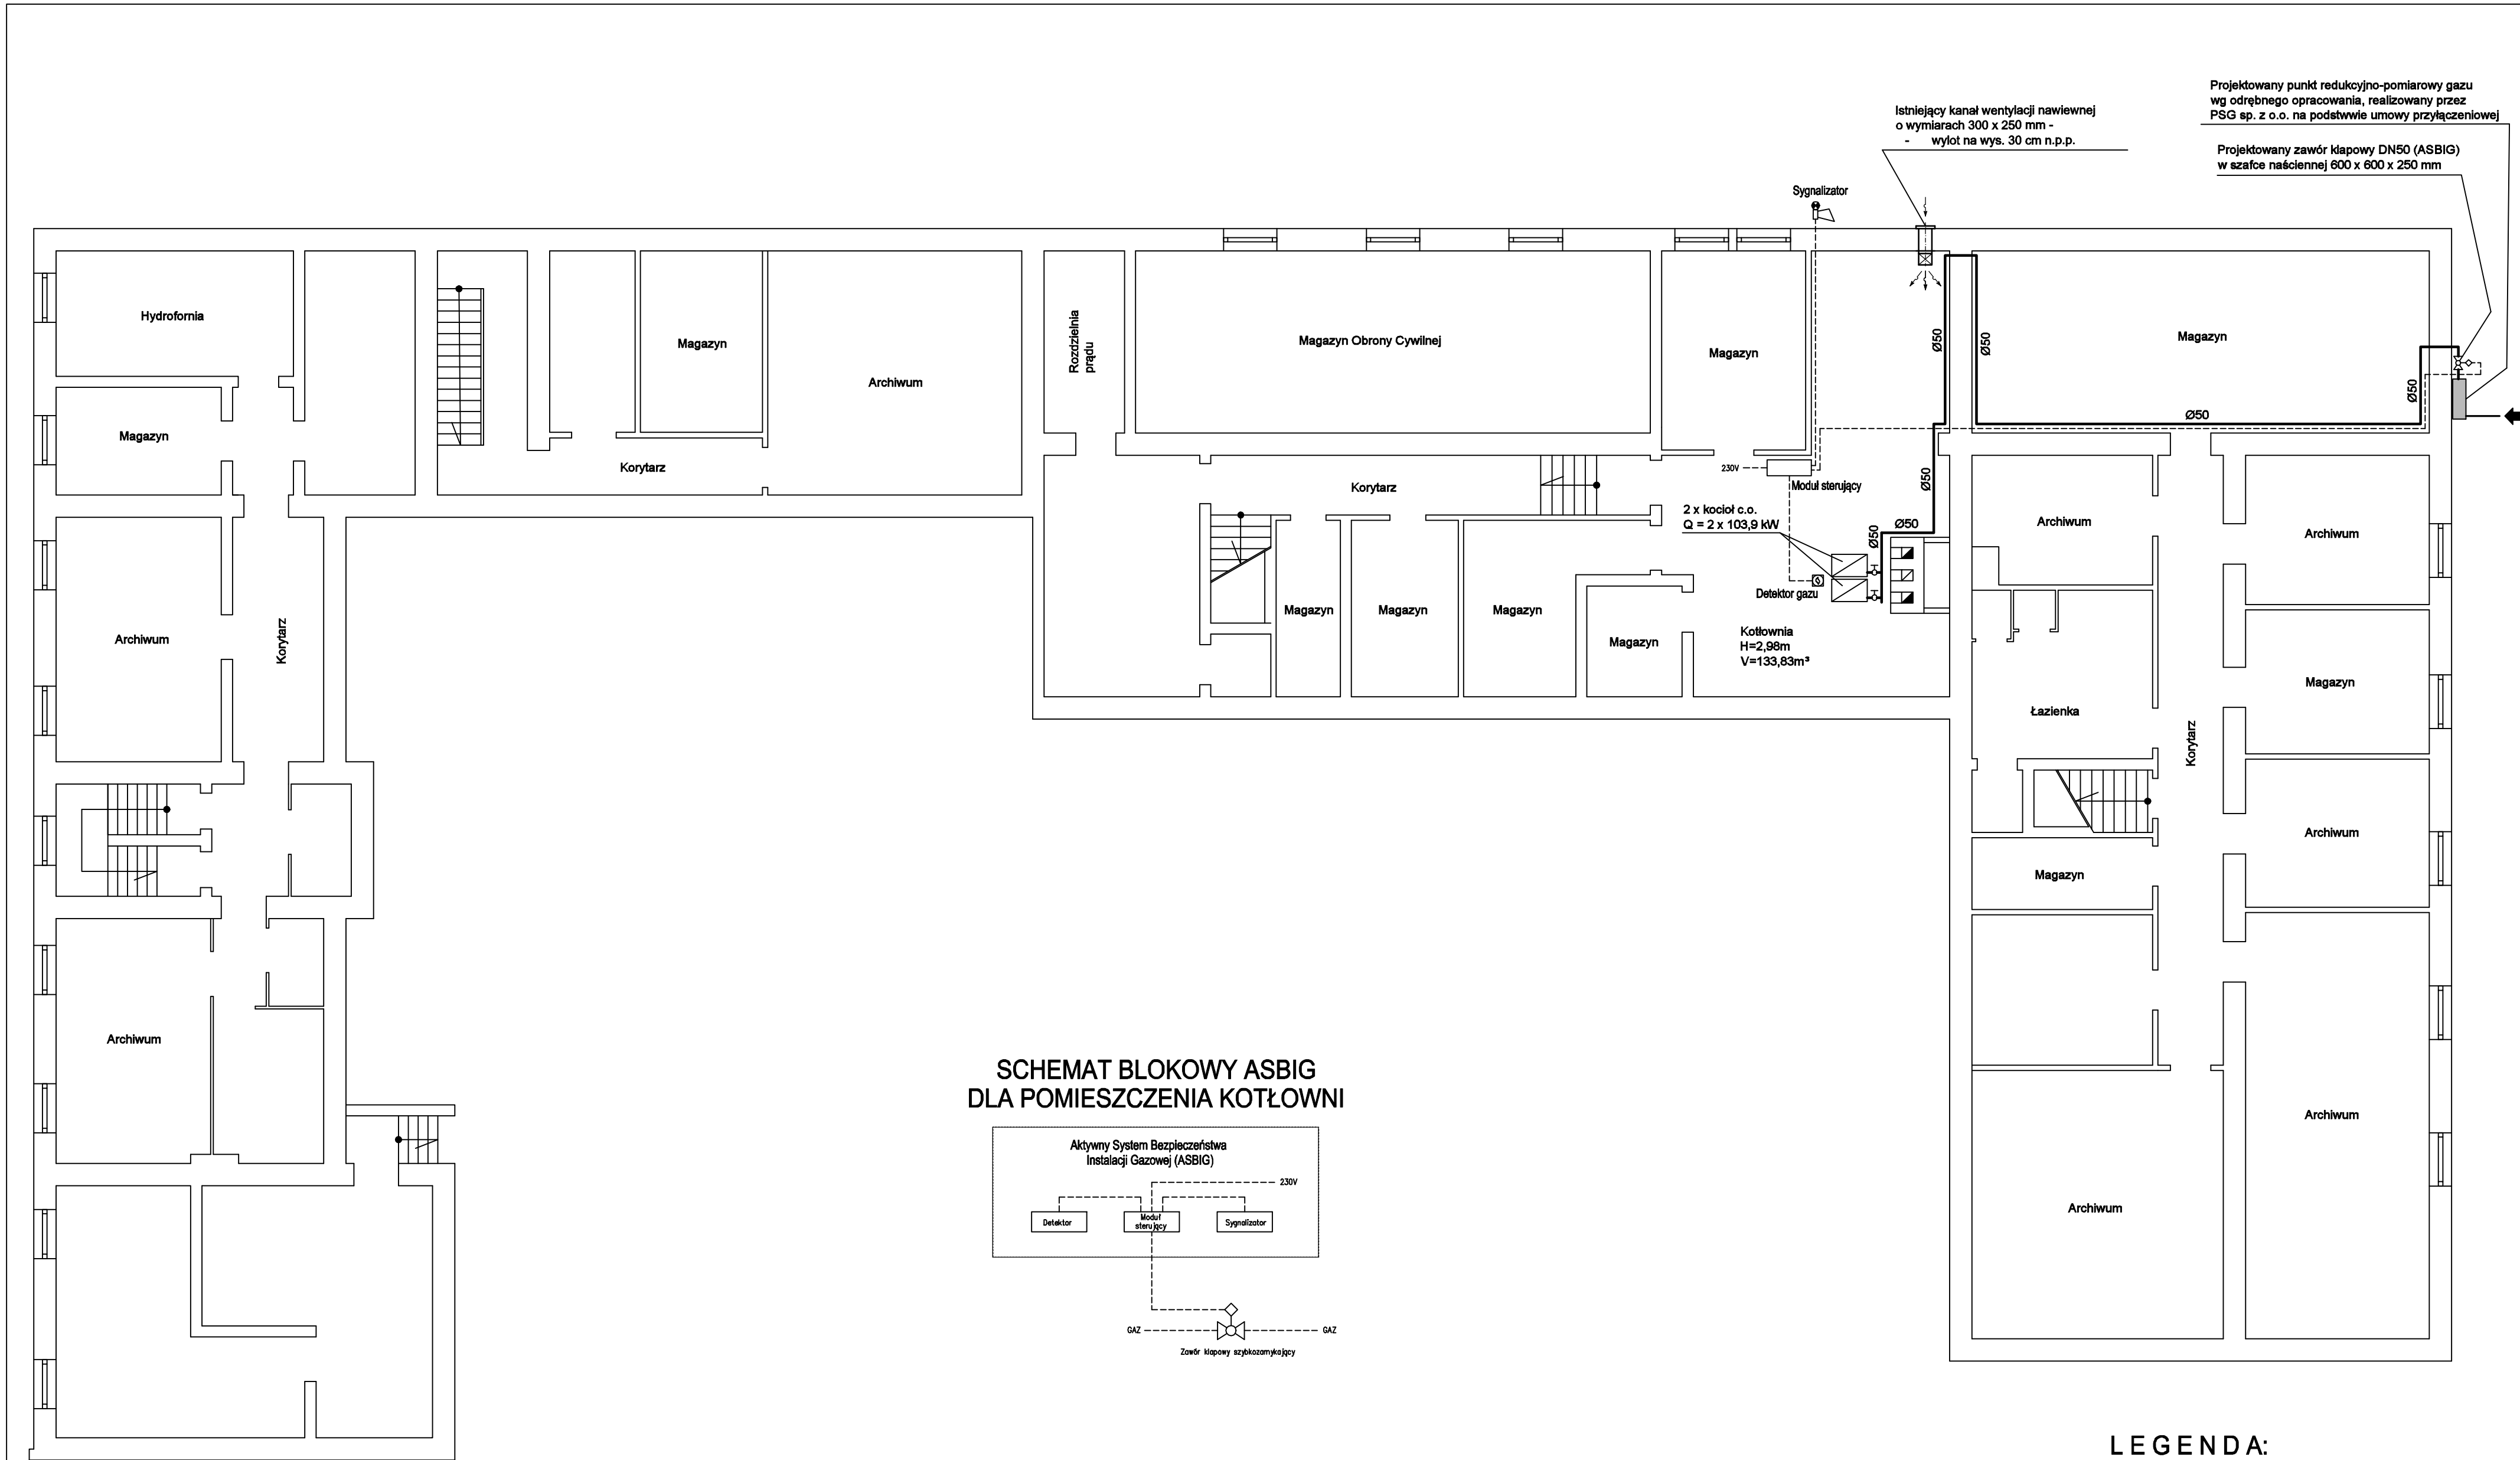 Projektowany punkt redukcyjno-pomiarowy gazu
wg odrębnego opracowania, realizowany przez
PSG sp. z o.o. na podstwwie umowy przyłączeniowej
Istniejący kanał wentylacji nawiewnej
o wymiarach 300 x 250 mm -
- wylot na wys. 30 cm n.p.p.
Projektowany zawór klapowy DN50 (ASBIG)
w szafce naściennej 600 x 600 x 250 mm
Sygnalizator
Hydrofornia
Magazyn
Archiwum
Rozdzielnia
prądu
Magazyn Obrony Cywilnej
Magazyn
Ø50
Ø50
Magazyn
Ø50
Ø50
Magazyn
Korytarz
Korytarz
230V
Moduł sterujący
Ø50
2 x kocioł c.o.
Q = 2 x 103,9 kW
Ø50
Ø50
Archiwum
Archiwum
Detektor gazu
Archiwum
Korytarz
Magazyn
Magazyn
Magazyn
Magazyn
Kotłownia
H=2,98m
V=133,83m³
Magazyn
Łazienka
Korytarz
Archiwum
Magazyn
Archiwum
Archiwum
Archiwum
SCHEMAT BLOKOWY ASBIG
DLA POMIESZCZENIA KOTŁOWNI
Aktywny System Bezpieczeństwa
Instalacji Gazowej (ASBIG)
230V
Detektor
Moduł
sterujący
Sygnalizator
GAZ
GAZ
Zawór klapowy szybkozamykający
LEGENDA: